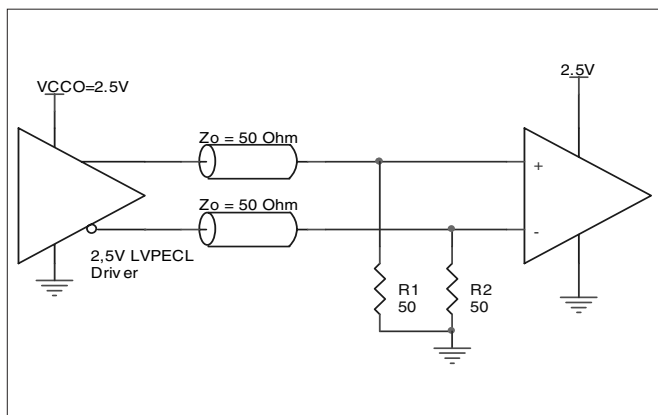 VCCO=2.5V
2.5V
Zo = 50 Ohm
+
Zo = 50 Ohm
-
2,5V LVPECL
Driver
R1
50
R2
50